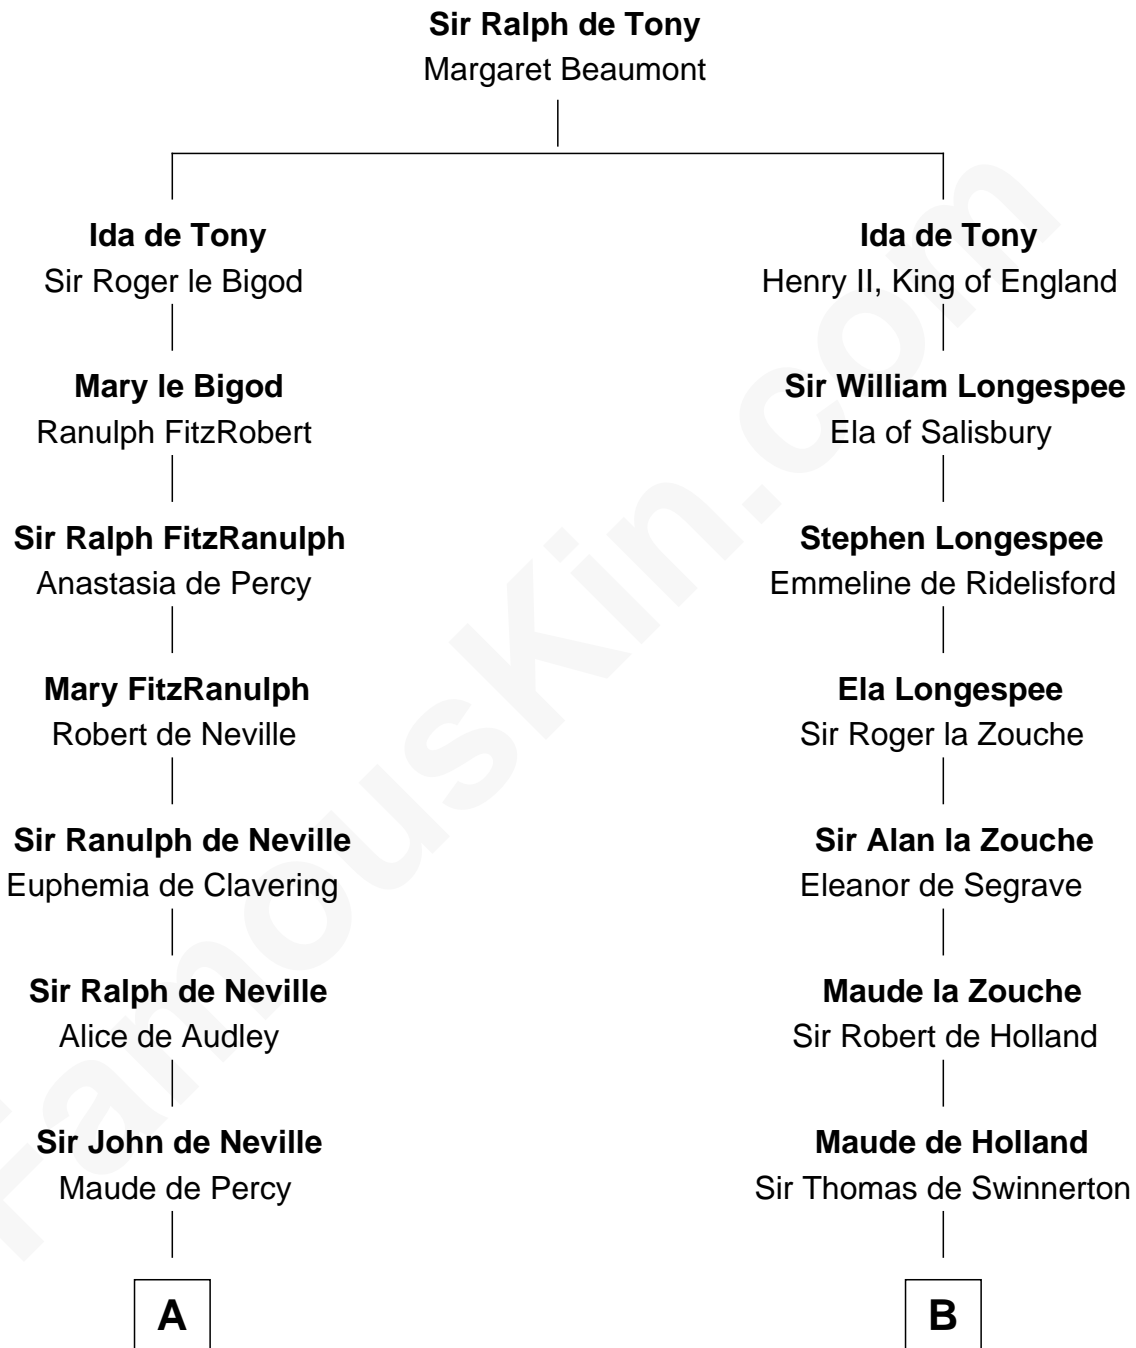 Sir Ralph de Tony
Margaret Beaumont
Ida de Tony
Sir Roger le Bigod
Mary le Bigod
Ranulph FitzRobert
Sir Ralph FitzRanulph
Anastasia de Percy
Mary FitzRanulph
Robert de Neville
Sir Ranulph de Neville
Euphemia de Clavering
Sir Ralph de Neville
Alice de Audley
Sir John de Neville
Maude de Percy
A
Ida de Tony
Henry II, King of England
Sir William Longespee
Ela of Salisbury
Stephen Longespee
Emmeline de Ridelisford
Ela Longespee
Sir Roger la Zouche
Sir Alan la Zouche
Eleanor de Segrave
Maude la Zouche
Sir Robert de Holland
Maude de Holland
Sir Thomas de Swinnerton
B
FamousKin.com